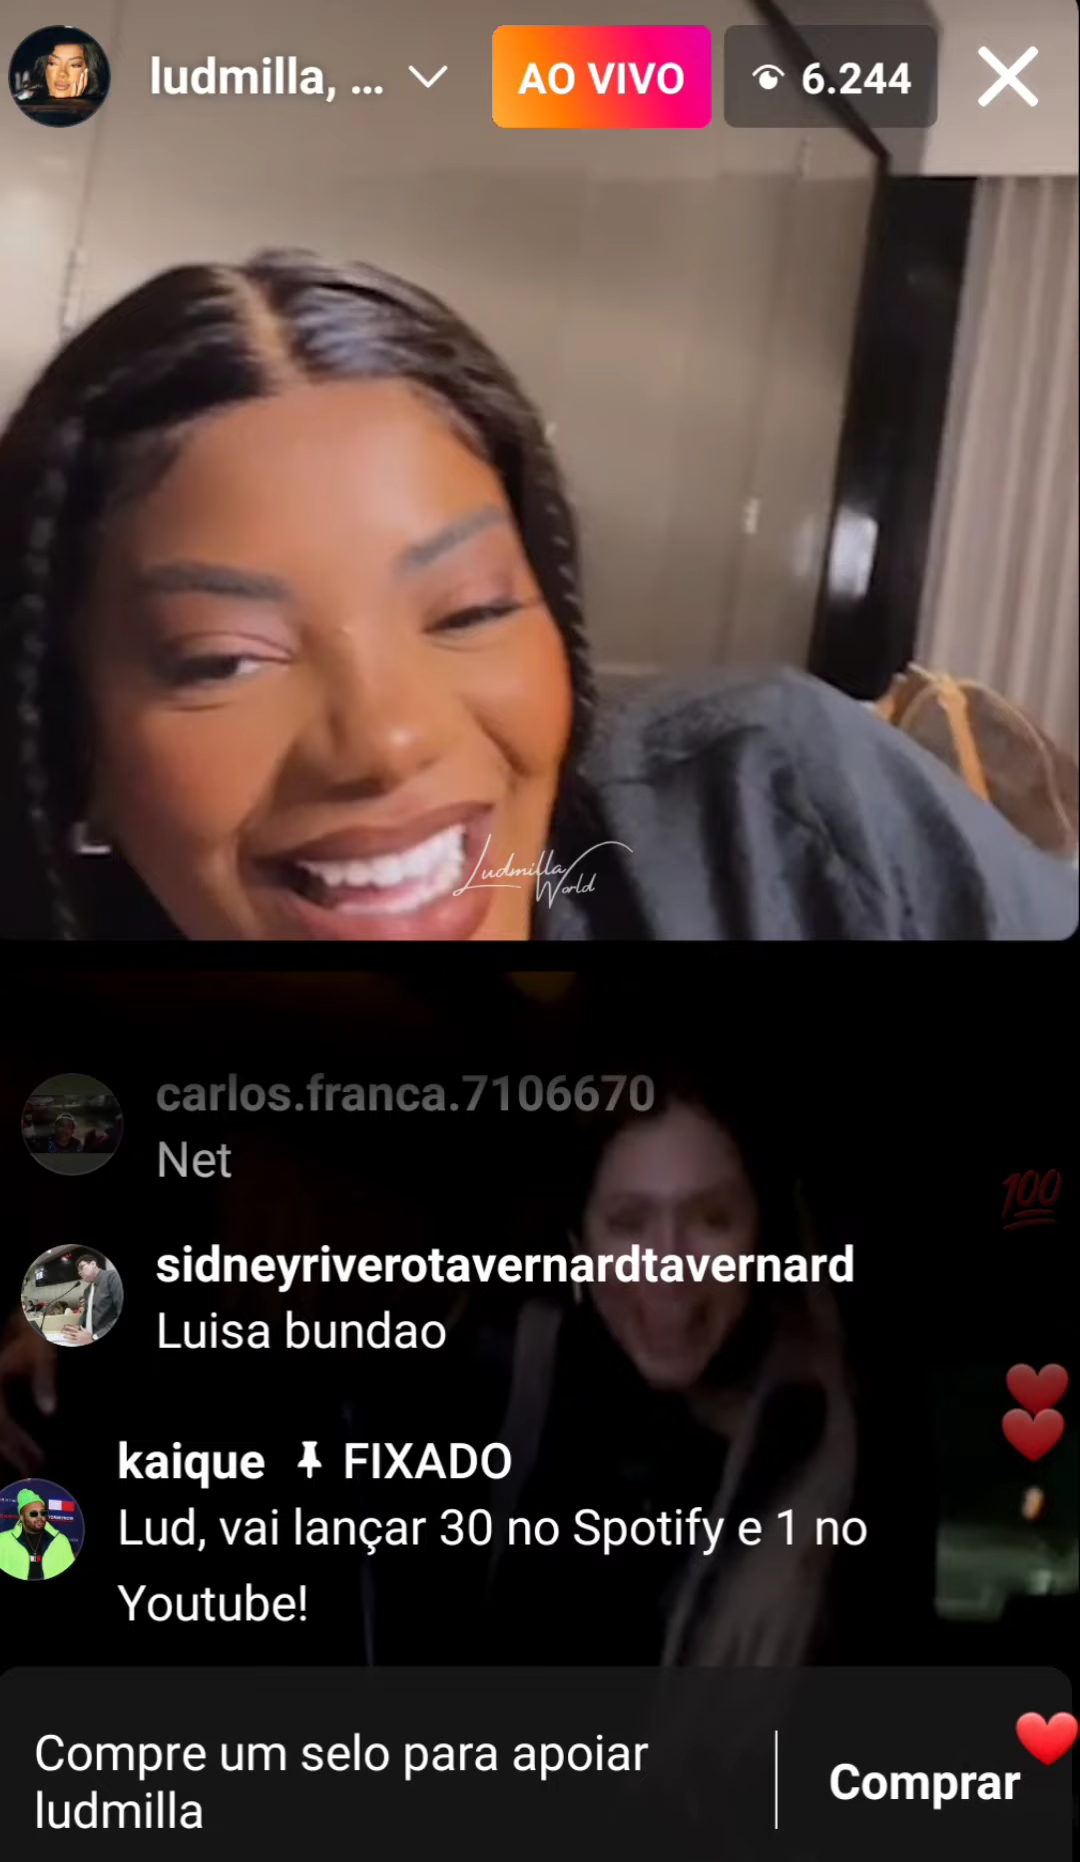 ludmilla, ...
AO VIVO
6.244
Ludmilla
World
carlos.franca.7106670
Net
100
sidneyriverotavernardtavernard
Luisa bundao
kaique FIXADO
Lud, vai lançar 30 no Spotify e 1 no
Youtube!
Compre um selo para apoiar
ludmilla
Comprar